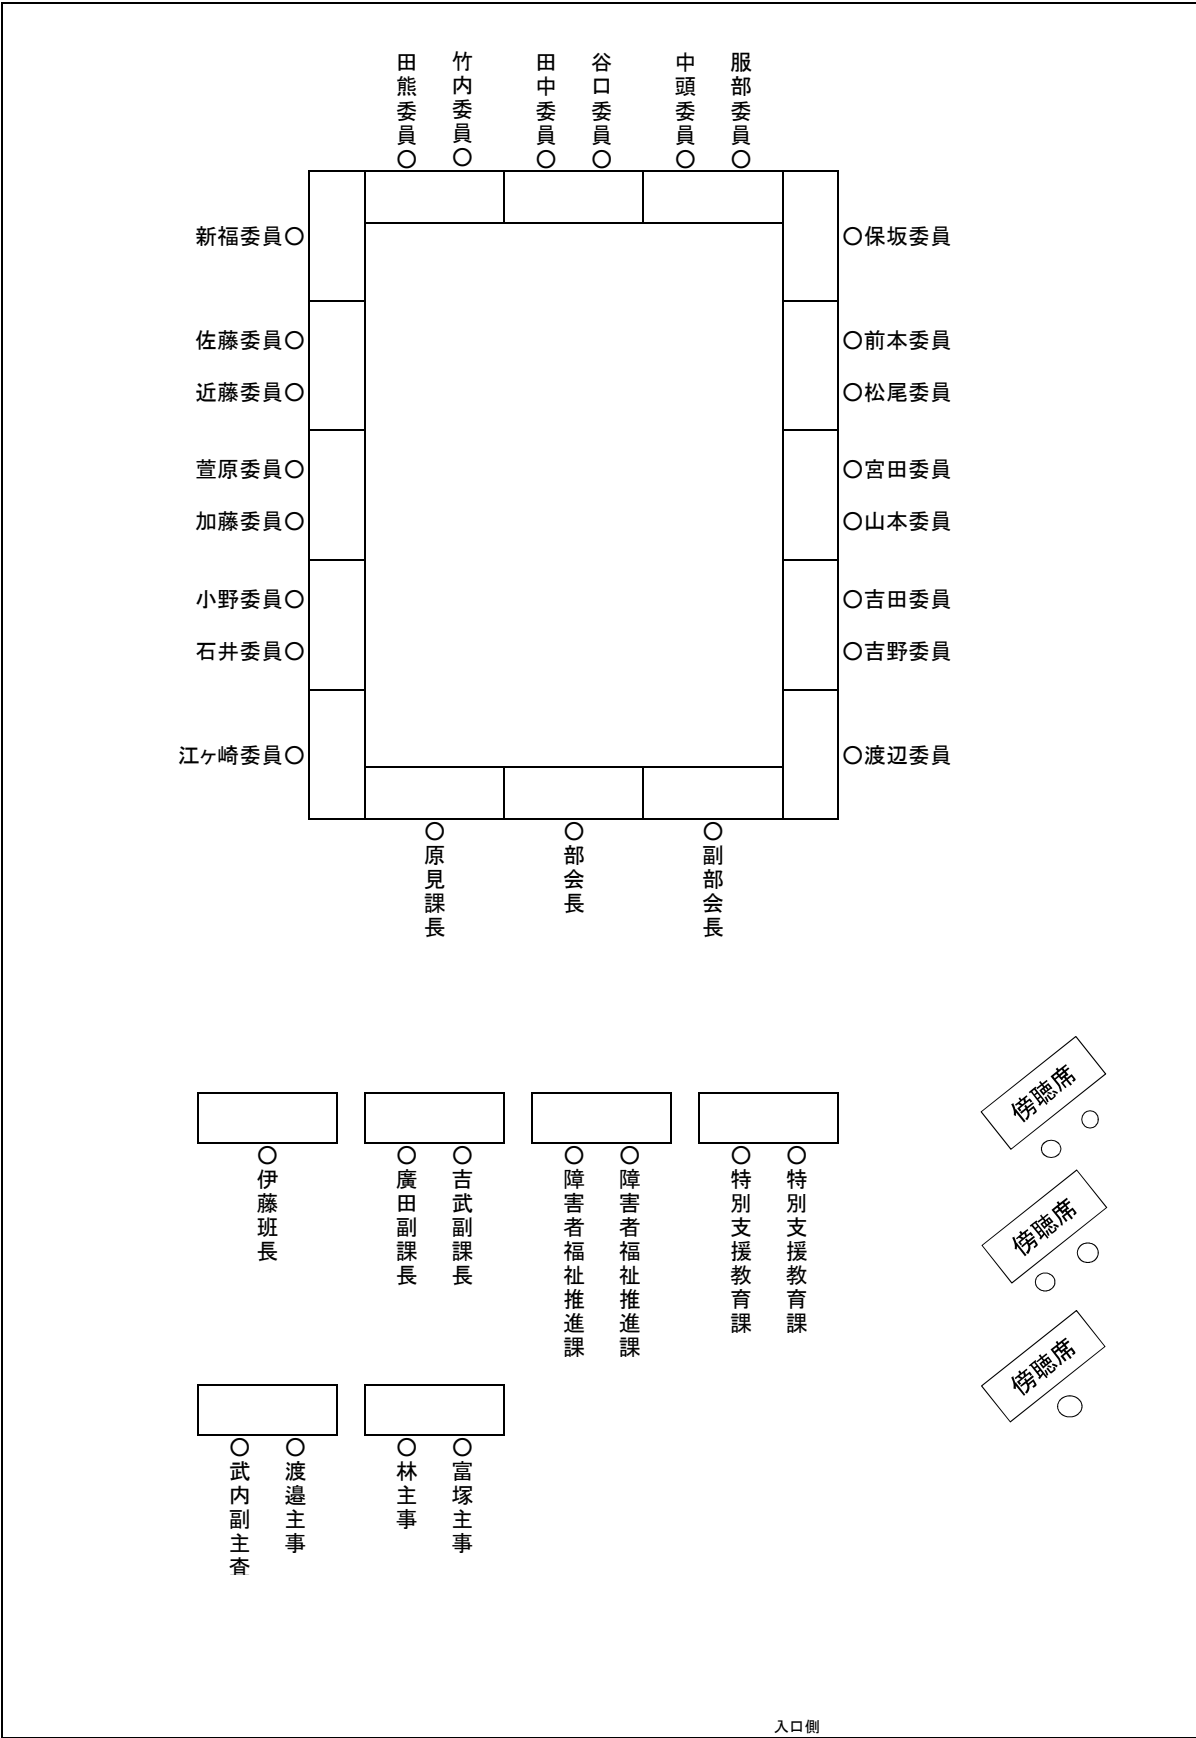 田熊委員○
竹内委員○
田中委員○
谷口委員○
中頭委員○
服部委員○
新福委員○
○保坂委員
佐藤委員○
○前本委員
近藤委員○
○松尾委員
萱原委員○
○宮田委員
加藤委員○
○山本委員
小野委員○
○吉田委員
石井委員○
○吉野委員
江ヶ崎委員○
○渡辺委員
○原見課長
○部会長
○副部会長
傍聴席
○伊藤班長
○廣田副課長
○吉武副課長
○障害者福祉推進課
○障害者福祉推進課
○特別支援教育課
○特別支援教育課
傍聴席
傍聴席
○武内副主査
○渡邉主事
○林主事
○富塚主事
入口側